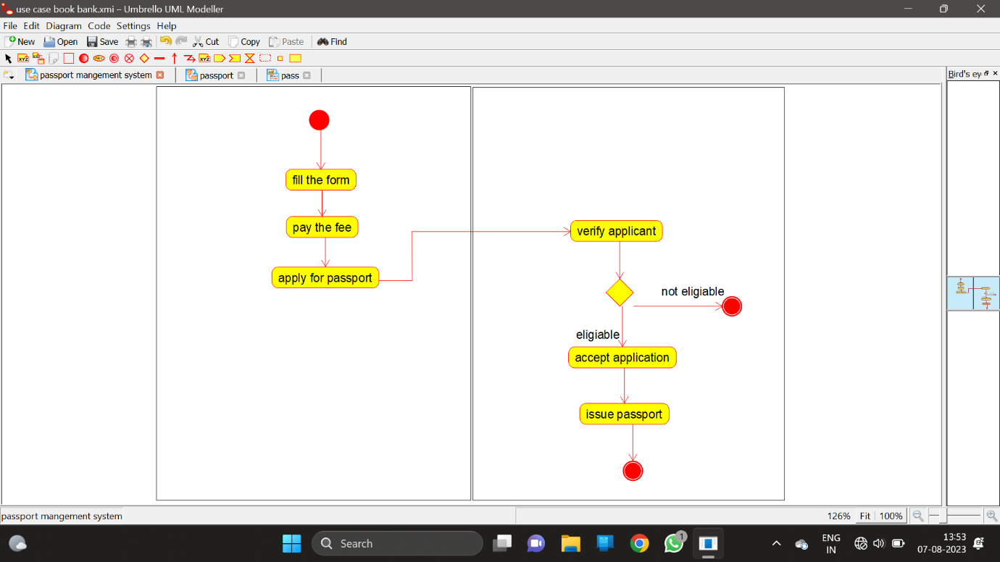 use case book bank.xmi – Umbrello UML Modeller
File Edit Diagram Code Settings Help
New Open Save Cut Copy Paste Find
passport mangement system passport pass
Bird's ey
fill the form
pay the fee
apply for passport
verify applicant
not eligiable
eligiable
accept application
issue passport
passport mangement system
126% Fit 100%
Search
1
ENG
IN
13:53
07-08-2023